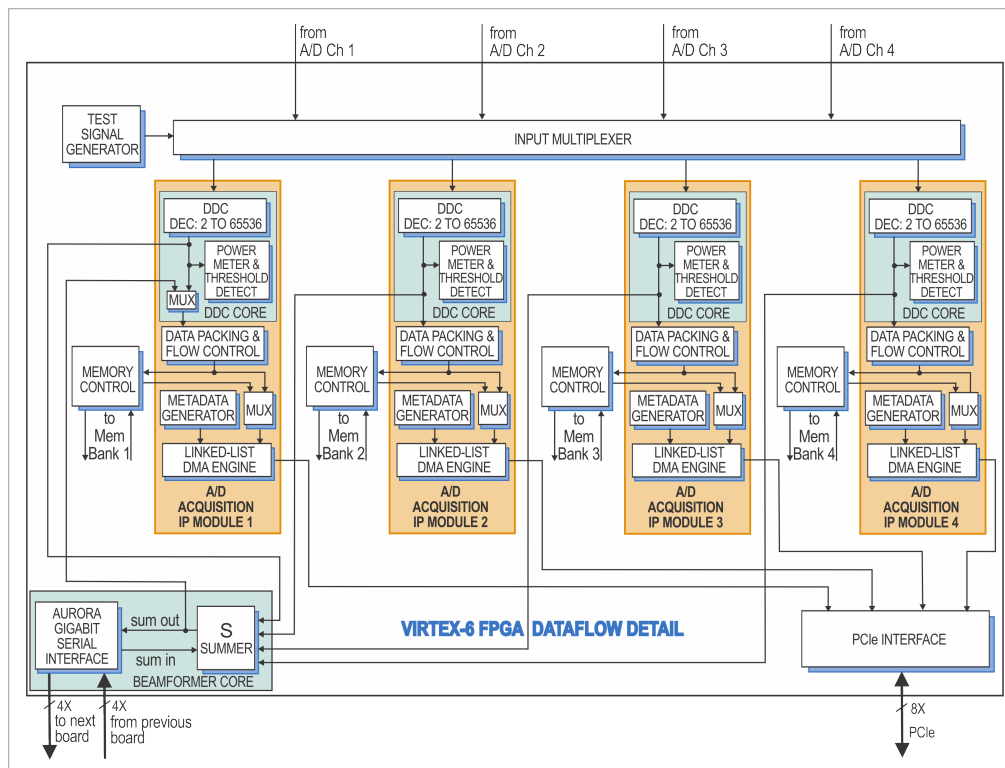 from
A/D Ch 1
from
A/D Ch 2
from
A/D Ch 3
from
A/D Ch 4
TEST
SIGNAL
GENERATOR
INPUT MULTIPLEXER
DDC
DEC: 2 TO 65536
POWER
METER &
THRESHOLD
DETECT
MUX
DDC CORE
DATA PACKING &
FLOW CONTROL
MEMORY
CONTROL
METADATA
GENERATOR
MUX
to
Mem
Bank 1
LINKED-LIST
DMA ENGINE
A/D
ACQUISITION
IP MODULE 1
DDC
DEC: 2 TO 65536
POWER
METER &
THRESHOLD
DETECT
DDC CORE
DATA PACKING &
FLOW CONTROL
MEMORY
CONTROL
METADATA
GENERATOR
MUX
to
Mem
Bank 2
LINKED-LIST
DMA ENGINE
A/D
ACQUISITION
IP MODULE 2
DDC
DEC: 2 TO 65536
POWER
METER &
THRESHOLD
DETECT
DDC CORE
DATA PACKING &
FLOW CONTROL
MEMORY
CONTROL
METADATA
GENERATOR
MUX
to
Mem
Bank 3
LINKED-LIST
DMA ENGINE
A/D
ACQUISITION
IP MODULE 3
DDC
DEC: 2 TO 65536
POWER
METER &
THRESHOLD
DETECT
DDC CORE
DATA PACKING &
FLOW CONTROL
MEMORY
CONTROL
METADATA
GENERATOR
MUX
to
Mem
Bank 4
LINKED-LIST
DMA ENGINE
A/D
ACQUISITION
IP MODULE 4
AURORA
GIGABIT
SERIAL
INTERFACE
sum out
sum in
S
SUMMER
BEAMFORMER CORE
VIRTEX-6 FPGA DATAFLOW DETAIL
PCIe INTERFACE
4X
to next
board
4X
from previous
board
8X
PCIe